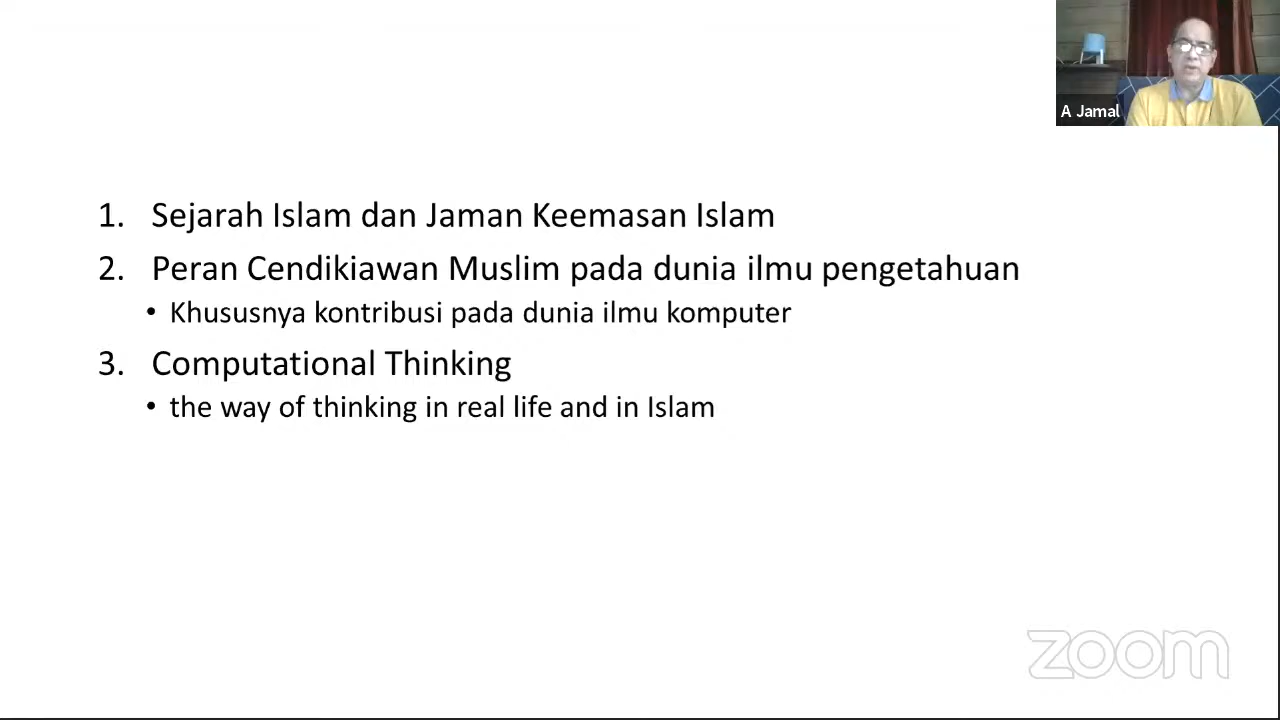 A Jamal
1. Sejarah Islam dan Jaman Keemasan Islam
2. Peran Cendikiawan Muslim pada dunia ilmu pengetahuan
• Khususnya kontribusi pada dunia ilmu komputer
3. Computational Thinking
• the way of thinking in real life and in Islam
zoom